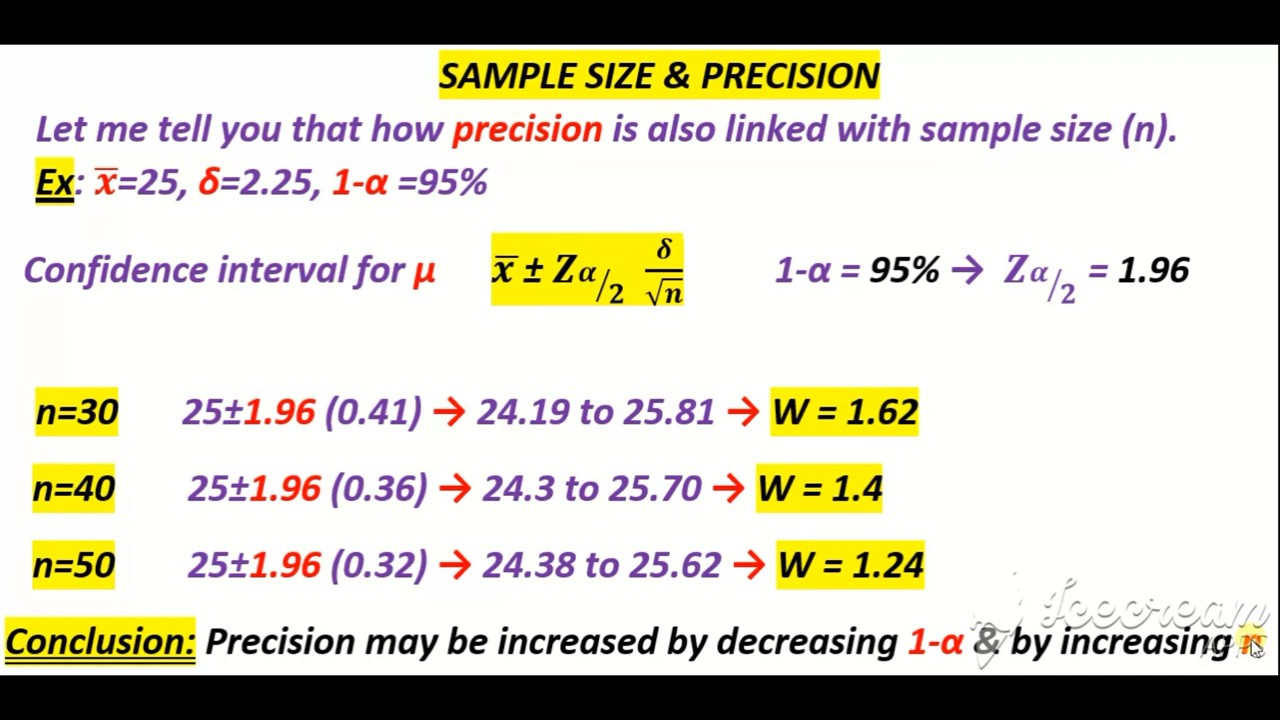 SAMPLE SIZE & PRECISION
Let me tell you that how precision is also linked with sample size (n).
Ex: x̅=25, δ=2.25, 1-α =95%
Confidence interval for μ x̅ ± Zα/2 δ/√n 1-α = 95% → Zα/2 = 1.96
n=30 25±1.96 (0.41) → 24.19 to 25.81 → W = 1.62
n=40 25±1.96 (0.36) → 24.3 to 25.70 → W = 1.4
n=50 25±1.96 (0.32) → 24.38 to 25.62 → W = 1.24
Icecream
APPS
Conclusion: Precision may be increased by decreasing 1-α & by increasing n